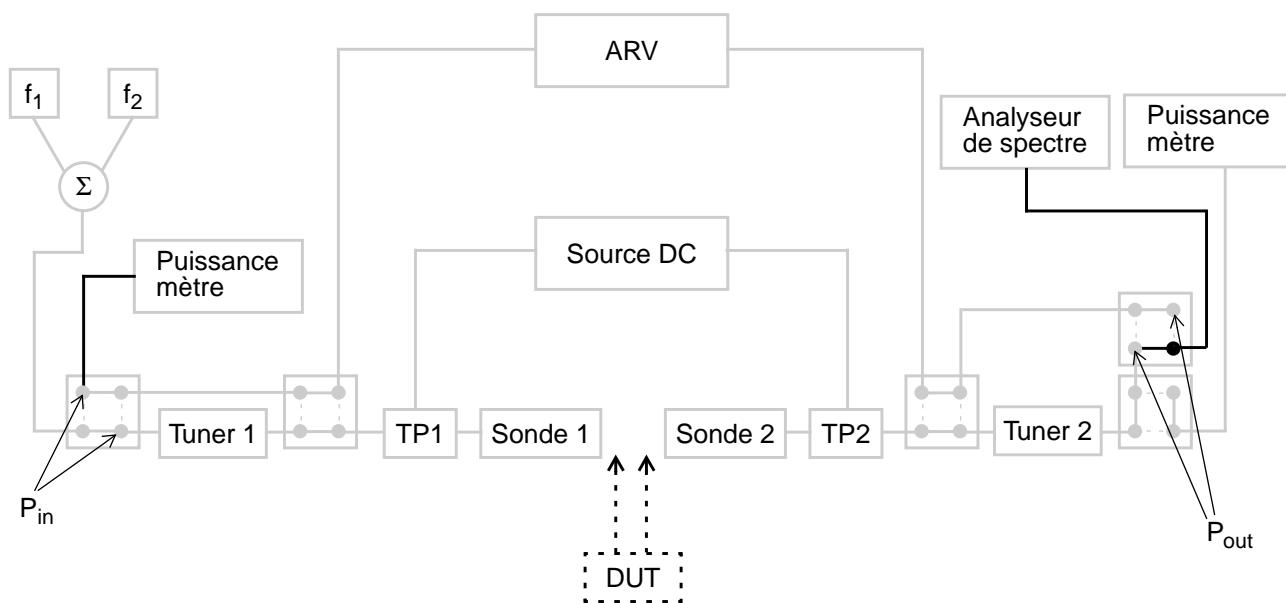 ARV
f1
f2
Analyseur
de spectre
Puissance
mètre
Σ
Puissance
mètre
Source DC
Tuner 1
TP1
Sonde 1
Sonde 2
TP2
Tuner 2
Pin
Pout
DUT